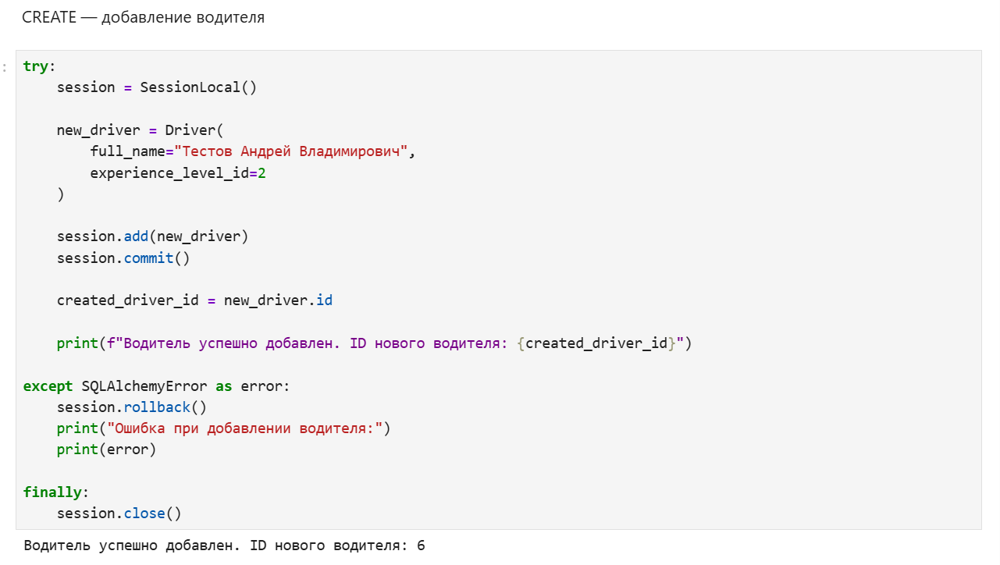 CREATE — добавление водителя
:
try:
    session = SessionLocal()
    new_driver = Driver(
        full_name="Тестов Андрей Владимирович",
        experience_level_id=2
    )
    session.add(new_driver)
    session.commit()
    created_driver_id = new_driver.id
    print(f"Водитель успешно добавлен. ID нового водителя: {created_driver_id}")
except SQLAlchemyError as error:
    session.rollback()
    print("Ошибка при добавлении водителя:")
    print(error)
finally:
    session.close()
Водитель успешно добавлен. ID нового водителя: 6